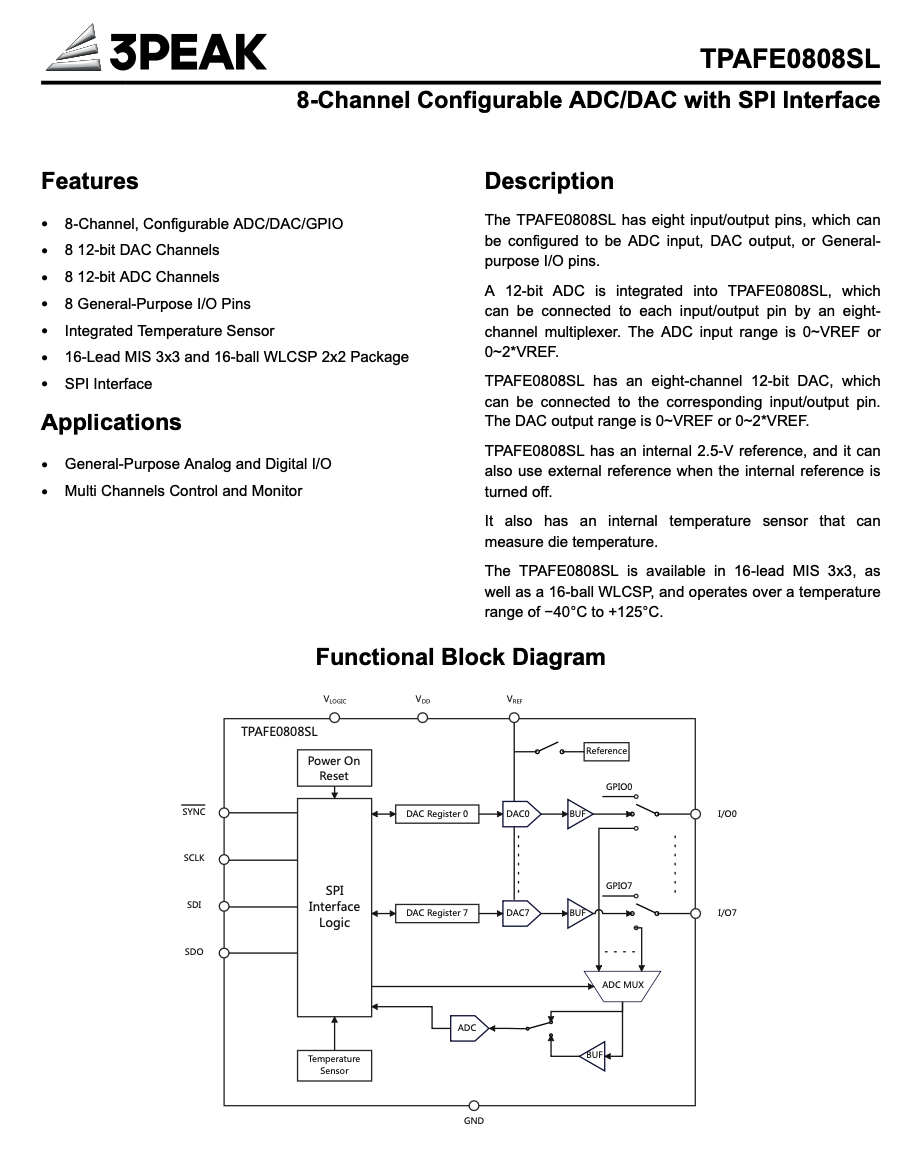 3PEAK
TPAFE0808SL
8-Channel Configurable ADC/DAC with SPI Interface
Features
• 8-Channel, Configurable ADC/DAC/GPIO
• 8 12-bit DAC Channels
• 8 12-bit ADC Channels
• 8 General-Purpose I/O Pins
• Integrated Temperature Sensor
• 16-Lead MIS 3x3 and 16-ball WLCSP 2x2 Package
• SPI Interface
Applications
• General-Purpose Analog and Digital I/O
• Multi Channels Control and Monitor
Description
The TPAFE0808SL has eight input/output pins, which can
be configured to be ADC input, DAC output, or General-
purpose I/O pins.
A 12-bit ADC is integrated into TPAFE0808SL, which
can be connected to each input/output pin by an eight-
channel multiplexer. The ADC input range is 0~VREF or
0~2*VREF.
TPAFE0808SL has an eight-channel 12-bit DAC, which
can be connected to the corresponding input/output pin.
The DAC output range is 0~VREF or 0~2*VREF.
TPAFE0808SL has an internal 2.5-V reference, and it can
also use external reference when the internal reference is
turned off.
It also has an internal temperature sensor that can
measure die temperature.
The TPAFE0808SL is available in 16-lead MIS 3x3, as
well as a 16-ball WLCSP, and operates over a temperature
range of −40°C to +125°C.
Functional Block Diagram
VLOGIC
VDD
VREF
TPAFE0808SL
Power On
Reset
Reference
GPIO0
SYNC
DAC Register 0
DAC0
BUF
I/O0
SCLK
SPI
Interface
Logic
GPIO7
SDI
DAC Register 7
DAC7
BUF
I/O7
SDO
ADC MUX
ADC
BUF
Temperature
Sensor
GND